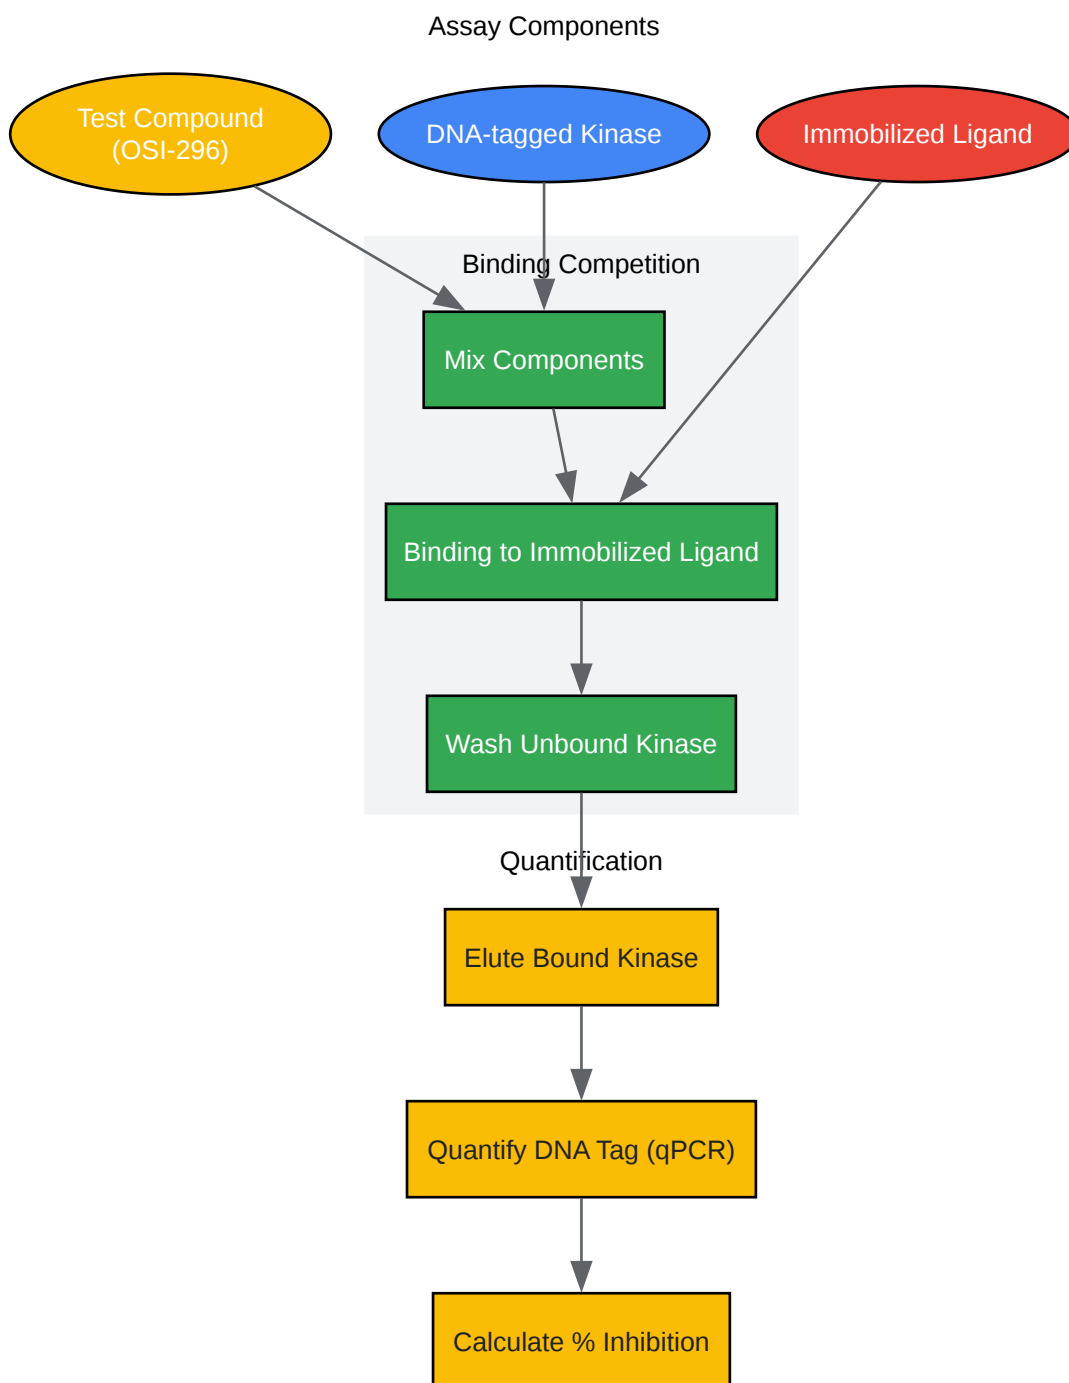 Assay Components
Test Compound
(OSI-296)
DNA-tagged Kinase
Immobilized Ligand
Binding Competition
Mix Components
Binding to Immobilized Ligand
Wash Unbound Kinase
Quantification
Elute Bound Kinase
Quantify DNA Tag (qPCR)
Calculate % Inhibition